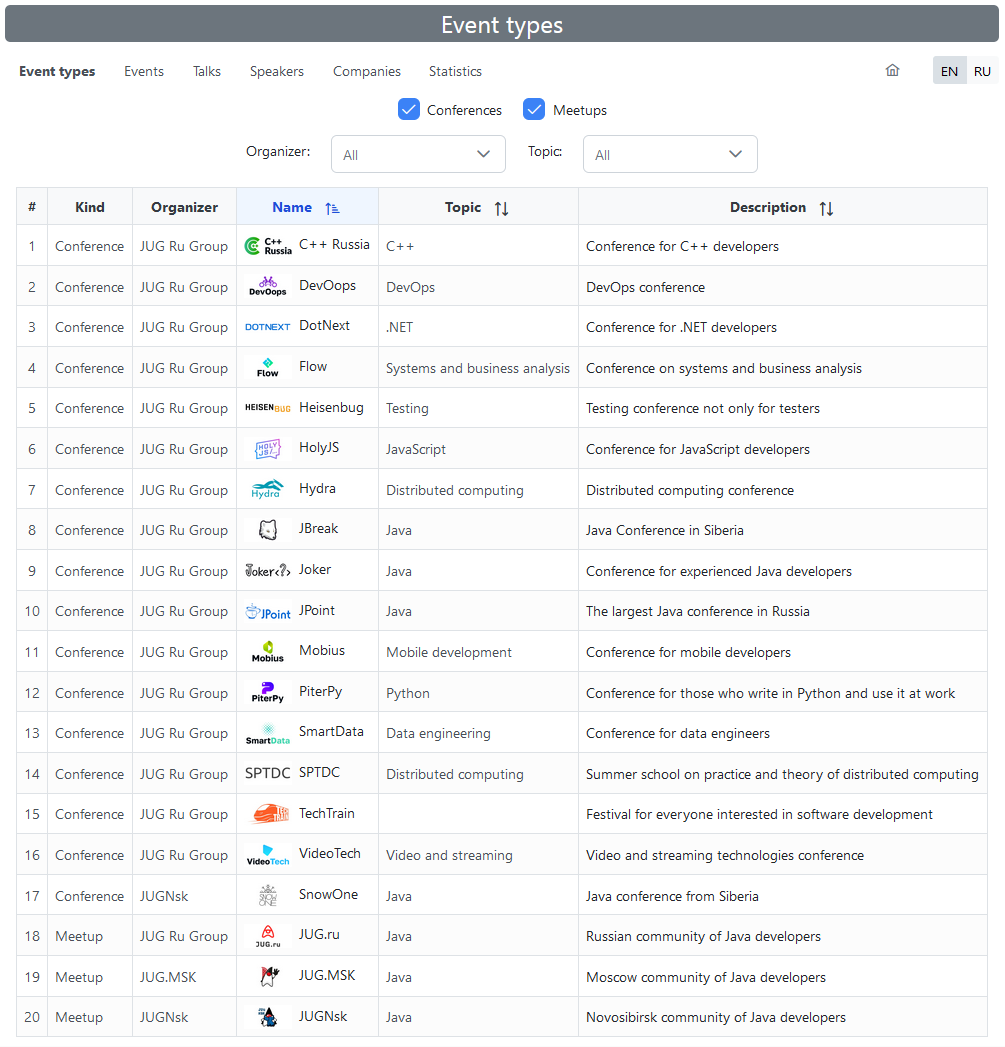 Event types
Event types Events Talks Speakers Companies Statistics EN RU
Conferences Meetups
Organizer: All Topic: All
# Kind Organizer Name Topic Description
1 Conference JUG Ru Group C++ Russia C++ Russia C++ Conference for C++ developers
2 Conference JUG Ru Group DevOops DevOops DevOps DevOps conference
3 Conference JUG Ru Group DOTNEXT DotNext .NET Conference for .NET developers
4 Conference JUG Ru Group Flow Flow Systems and business analysis Conference on systems and business analysis
5 Conference JUG Ru Group HEISENBUG Heisenbug Testing Testing conference not only for testers
6 Conference JUG Ru Group HOLY JS/... HolyJS JavaScript Conference for JavaScript developers
7 Conference JUG Ru Group Hydra Hydra Distributed computing Distributed computing conference
8 Conference JUG Ru Group JBreak Java Java Conference in Siberia
9 Conference JUG Ru Group Joker<?> Joker Java Conference for experienced Java developers
10 Conference JUG Ru Group JPoint JPoint Java The largest Java conference in Russia
11 Conference JUG Ru Group Mobius Mobius Mobile development Conference for mobile developers
12 Conference JUG Ru Group PiterPy PiterPy Python Conference for those who write in Python and use it at work
13 Conference JUG Ru Group SmartData SmartData Data engineering Conference for data engineers
14 Conference JUG Ru Group SPTDC SPTDC Distributed computing Summer school on practice and theory of distributed computing
15 Conference JUG Ru Group TECH TRAIN TechTrain Festival for everyone interested in software development
16 Conference JUG Ru Group VideoTech VideoTech Video and streaming Video and streaming technologies conference
17 Conference JUGNsk SNOW ONE SnowOne Java Java conference from Siberia
18 Meetup JUG Ru Group JUG.ru JUG.ru Java Russian community of Java developers
19 Meetup JUG.MSK JUG.MSK Java Moscow community of Java developers
20 Meetup JUGNsk JUGNsk Java Novosibirsk community of Java developers